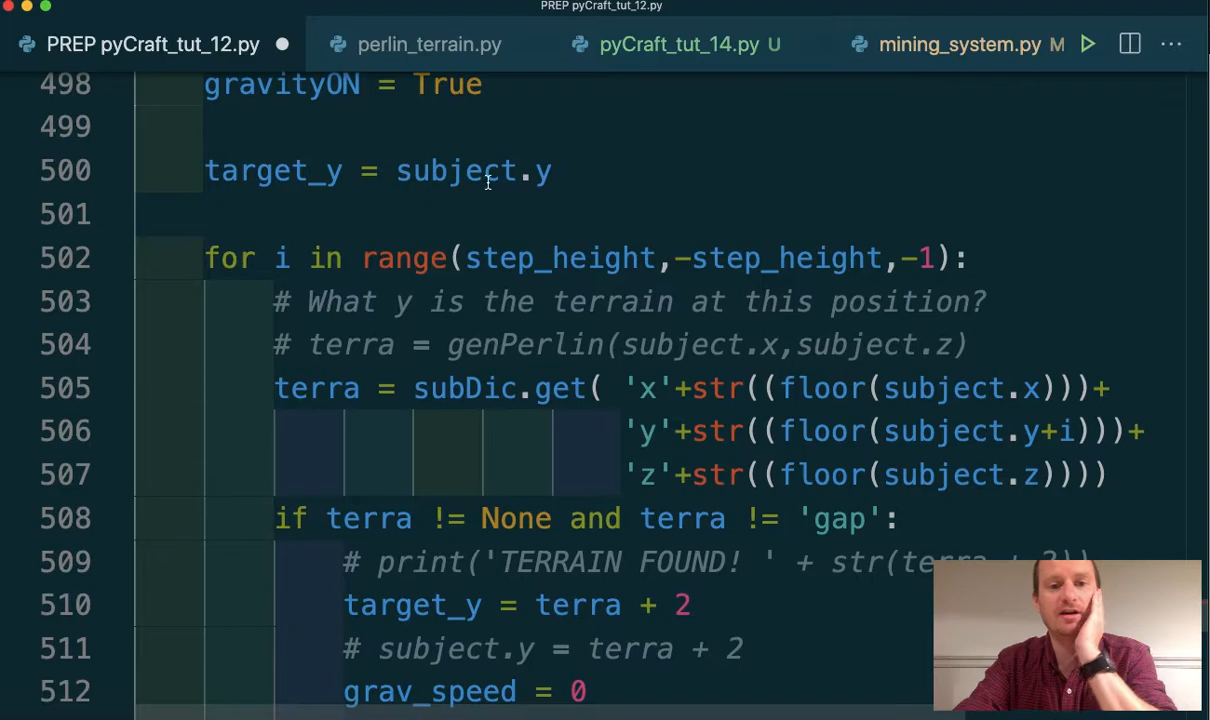 PREP pyCraft_tut_12.py
PREP pyCraft_tut_12.py perlin_terrain.py pyCraft_tut_14.py U mining_system.py M
498 gravityON = True
499
500 target_y = subject.y
501
502 for i in range(step_height,-step_height,-1):
503 # What y is the terrain at this position?
504 # terra = genPerlin(subject.x,subject.z)
505 terra = subDic.get( 'x'+str((floor(subject.x)))+
506 'y'+str((floor(subject.y+i)))+
507 'z'+str((floor(subject.z))))
508 if terra != None and terra != 'gap':
509 # print('TERRAIN FOUND! ' + str(terra + 2))
510 target_y = terra + 2
511 # subject.y = terra + 2
512 grav_speed = 0